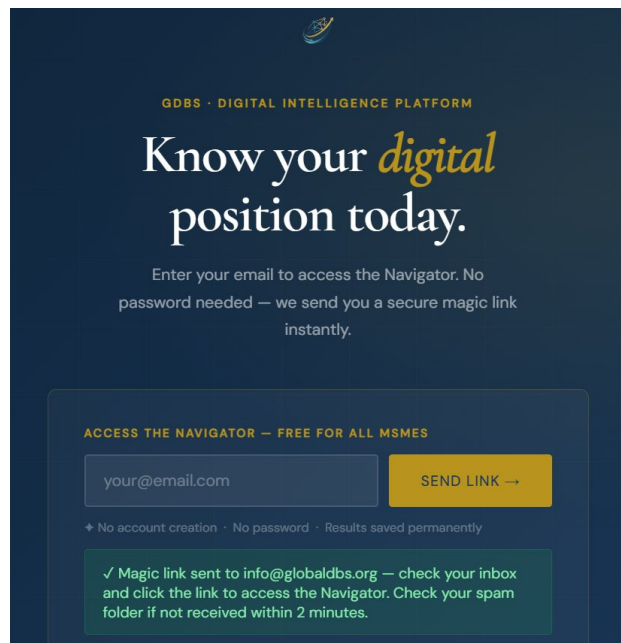 GDBS · DIGITAL INTELLIGENCE PLATFORM
Know your digital
position today.
Enter your email to access the Navigator. No
password needed — we send you a secure magic link
instantly.
ACCESS THE NAVIGATOR — FREE FOR ALL MSMES
your@email.com
SEND LINK →
✦ No account creation · No password · Results saved permanently
✓ Magic link sent to info@globaldbs.org — check your inbox
and click the link to access the Navigator. Check your spam
folder if not received within 2 minutes.